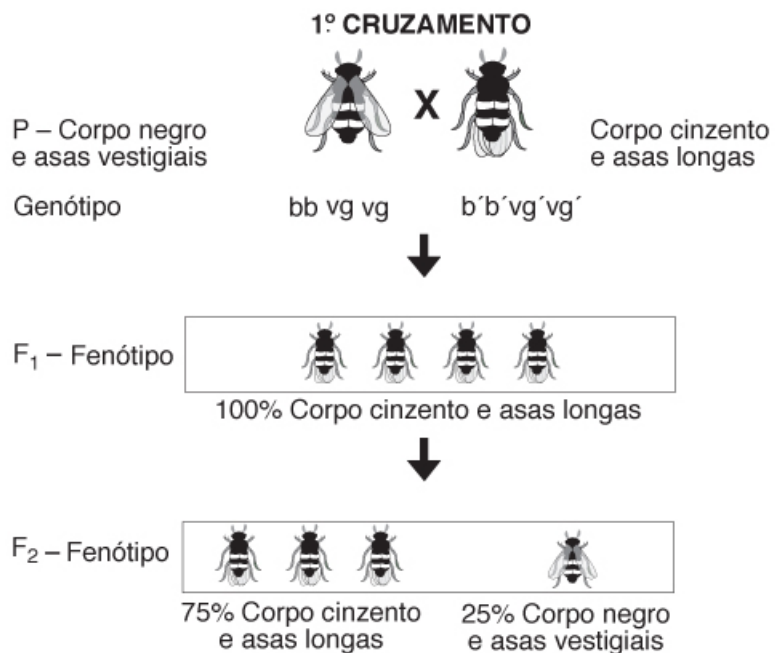 1º CRUZAMENTO
P – Corpo negro
e asas vestigiais
X
Corpo cinzento
e asas longas
Genótipo
bb vg vg
b´b´vg´vg´
F₁ – Fenótipo
100% Corpo cinzento e asas longas
F₂ – Fenótipo
75% Corpo cinzento
e asas longas
25% Corpo negro
e asas vestigiais